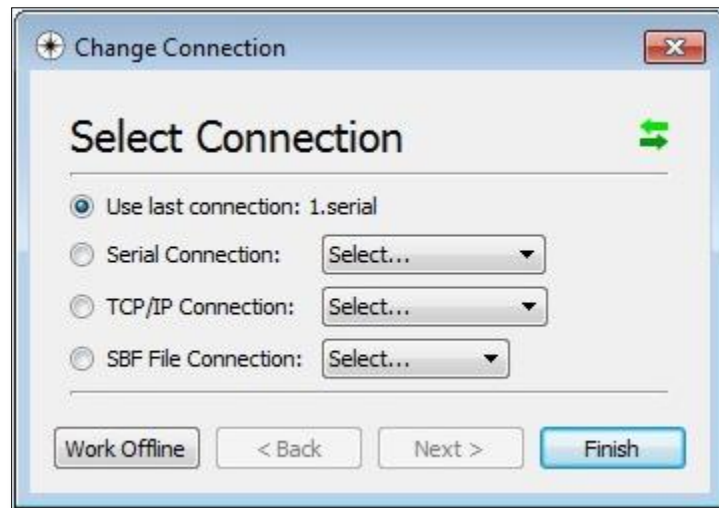 Change Connection
Select Connection
Use last connection: 1.serial
Serial Connection: Select...
TCP/IP Connection: Select...
SBF File Connection: Select...
Work Offline < Back Next > Finish